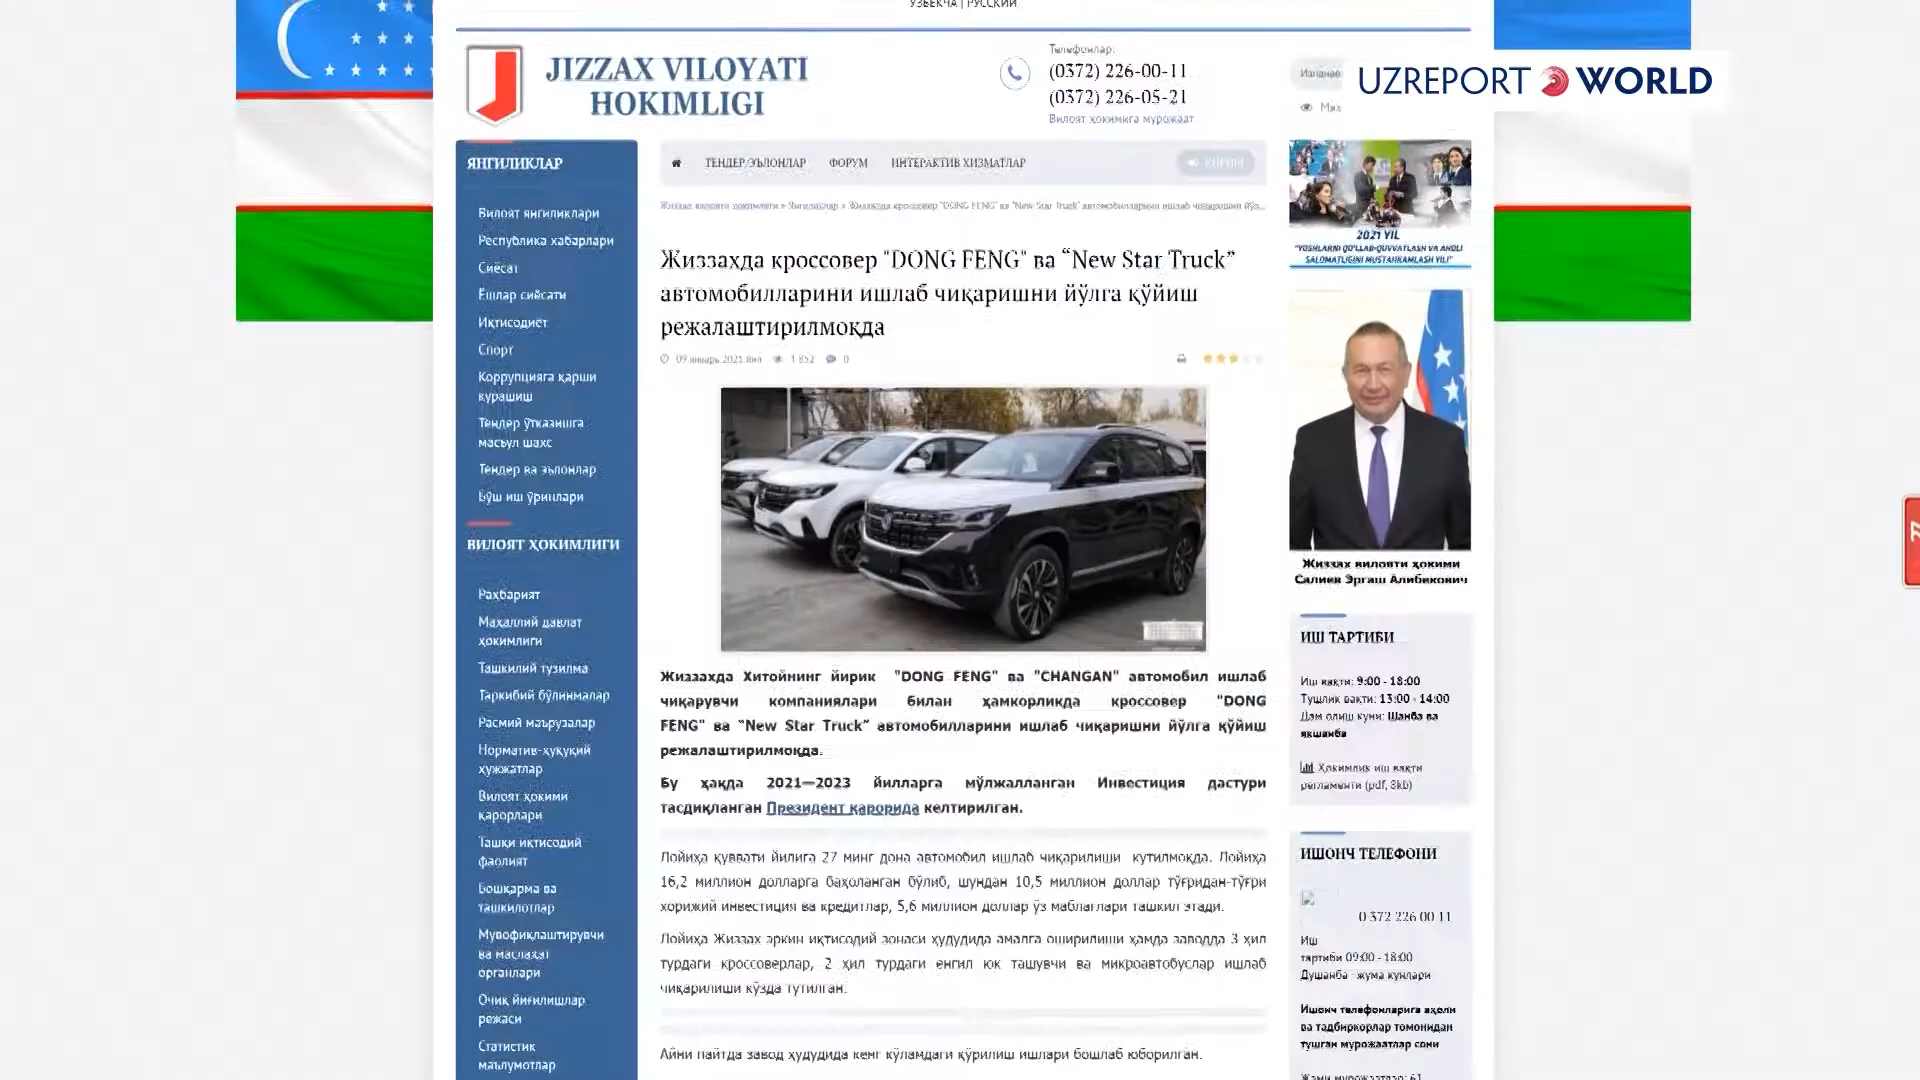 ЎЗБЕКЧА | РУССКИЙ
JIZZAX VILOYATI
HOKIMLIGI
Телефонлар:
(0372) 226-00-11
(0372) 226-05-21
Вилоят ҳокимига мурожаат
UZREPORT WORLD
ЯНГИЛИКЛАР
Вилоят янгиликлари
Республика хабарлари
Сиёсат
Ёшлар сиёсати
Иқтисодиёт
Спорт
Коррупцияга қарши
курашиш
Тендер ўтказишга
масъул шахс
Тендер ва эълонлар
Бўш иш ўринлари
ВИЛОЯТ ҲОКИМЛИГИ
Раҳбарият
Маҳаллий давлат
ҳокимлиги
Ташкилий тузилма
Таркибий бўлинмалар
Расмий маърузалар
Норматив-ҳуқуқий
ҳужжатлар
Вилоят ҳокими
қарорлари
Ташқи иқтисодий
фаолият
Бошқарма ва
ташкилотлар
Мувофиқлаштирувчи
ва маслаҳат
органлари
Очиқ йиғилишлар
режаси
Статистик
маълумотлар
ТЕНДЕР/ЭЪЛОНЛАР
ФОРУМ
ИНТЕРАКТИВ ХИЗМАТЛАР
КИРИШ
Жиззах вилояти ҳокимлиги » Янгиликлар » Жиззахда кроссовер "DONG FENG" ва "New Star Truck" автомобилларини ишлаб чиқаришни йўл...
Жиззахда кроссовер "DONG FENG" ва “New Star Truck”
автомобилларини ишлаб чиқаришни йўлга қўйиш
режалаштирилмоқда
09 январь 2021 йил 1 852 0
Жиззахда Хитойнинг йирик "DONG FENG" ва "CHANGAN" автомобил ишлаб
чиқарувчи компаниялари билан ҳамкорликда кроссовер "DONG
FENG" ва “New Star Truck” автомобилларини ишлаб чиқаришни йўлга қўйиш
режалаштирилмоқда.
Бу ҳақда 2021—2023 йилларга мўлжалланган Инвестиция дастури
тасдиқланган Президент қарорида келтирилган.
Лойиҳа қуввати йилига 27 минг дона автомобил ишлаб чиқарилиши кутилмоқда. Лойиҳа
16,2 миллион долларга баҳоланган бўлиб, шундан 10,5 миллион доллар тўғридан-тўғри
хорижий инвестиция ва кредитлар, 5,6 миллион доллар ўз маблағлари ташкил этади.
Лойиҳа Жиззах эркин иқтисодий зонаси ҳудудида амалга оширилиши ҳамда заводда 3 хил
турдаги кроссоверлар, 2 хил турдаги енгил юк ташувчи ва микроавтобуслар ишлаб
чиқарилиши кўзда тутилган.
Айни пайтда завод ҳудудида кенг кўламдаги қурилиш ишлари бошлаб юборилган.
2021 YIL
"YOSHLARNI QO'LLAB-QUVVATLASH VA AHOLI
SALOMATLIGINI MUSTAHKAMLASH YILI"
Жиззах вилояти ҳокими
Салиев Эргаш Алибекович
ИШ ТАРТИБИ
Иш вақти: 9:00 - 18:00
Тушлик вақти: 13:00 - 14:00
Дам олиш куни: Шанба ва
якшанба
Ҳокимлик иш вақти
регламенти (pdf, 3kb)
ИШОНЧ ТЕЛЕФОНИ
0 372 226 00 11
Иш
тартиби 09:00 - 18:00
Душанба - жума кунлари
Ишонч телефонларига аҳоли
ва тадбиркорлар томонидан
тушган мурожаатлар сони
Жами мурожаатлар: 61